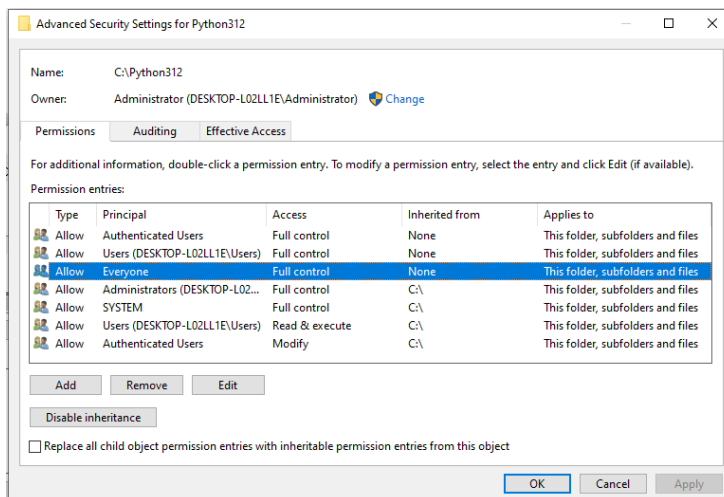 Advanced Security Settings for Python312
Name: C:\Python312
Owner: Administrator (DESKTOP-L02LL1E\Administrator) Change
Permissions Auditing Effective Access
For additional information, double-click a permission entry. To modify a permission entry, select the entry and click Edit (if available).
Permission entries:
Type Principal Access Inherited from Applies to
Allow Authenticated Users Full control None This folder, subfolders and files
Allow Users (DESKTOP-L02LL1E\Users) Full control None This folder, subfolders and files
Allow Everyone Full control None This folder, subfolders and files
Allow Administrators (DESKTOP-L02... Full control C:\ This folder, subfolders and files
Allow SYSTEM Full control C:\ This folder, subfolders and files
Allow Users (DESKTOP-L02LL1E\Users) Read & execute C:\ This folder, subfolders and files
Allow Authenticated Users Modify C:\ This folder, subfolders and files
Add Remove Edit
Disable inheritance
Replace all child object permission entries with inheritable permission entries from this object
OK Cancel Apply